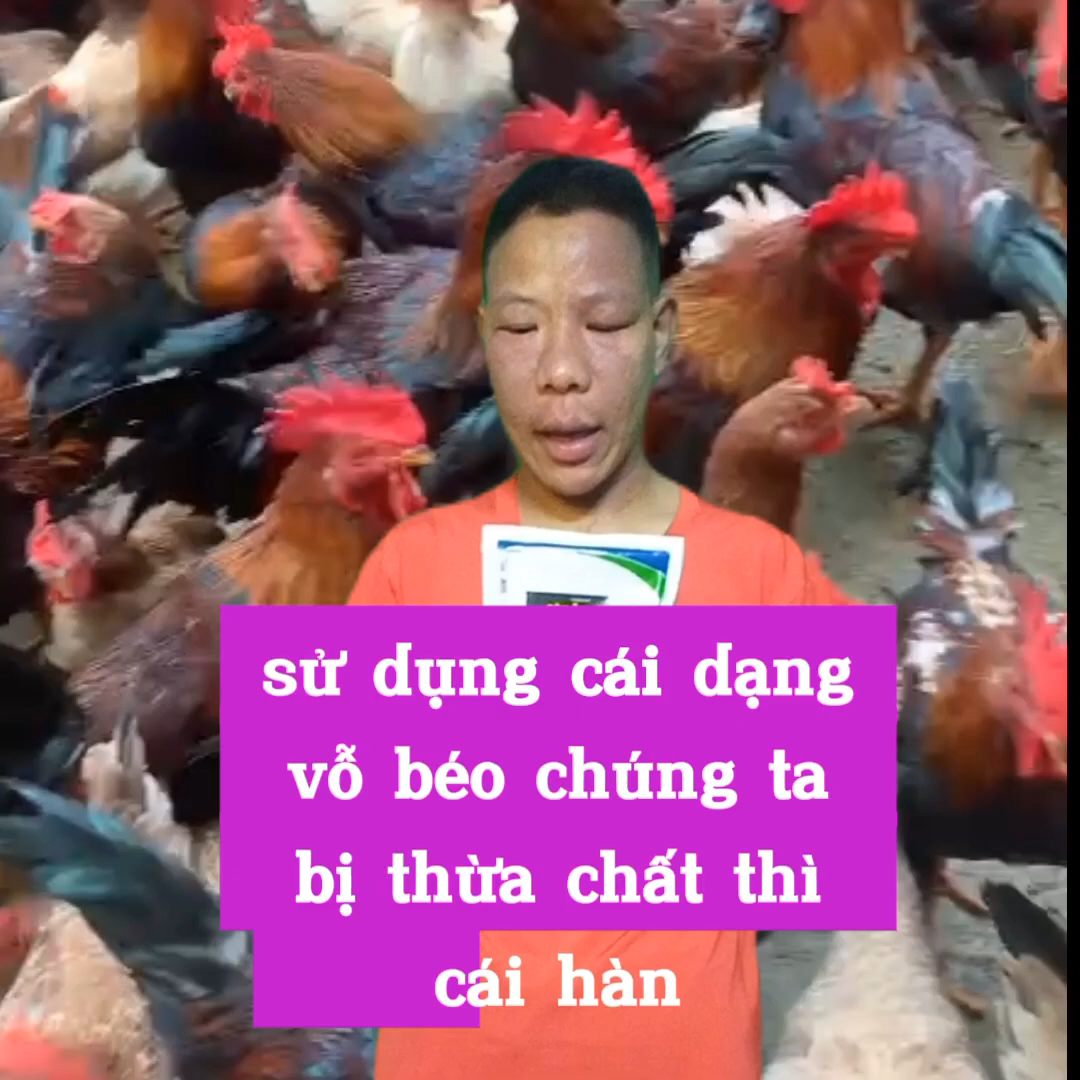 sử dụng cái dạng
vỗ béo chúng ta
bị thừa chất thì
cái hàn